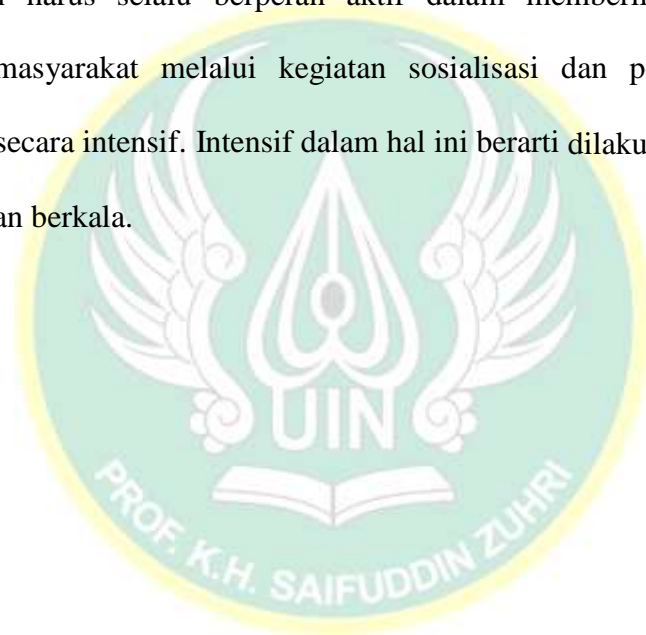 harus selalu berperan aktif dalam
masyarakat melalui kegiatan sosialisasi dan
secara intensif. Intensif dalam hal ini berarti
berkala.
UIN
PROF. K.H. SAIFUDDIN ZUHRI